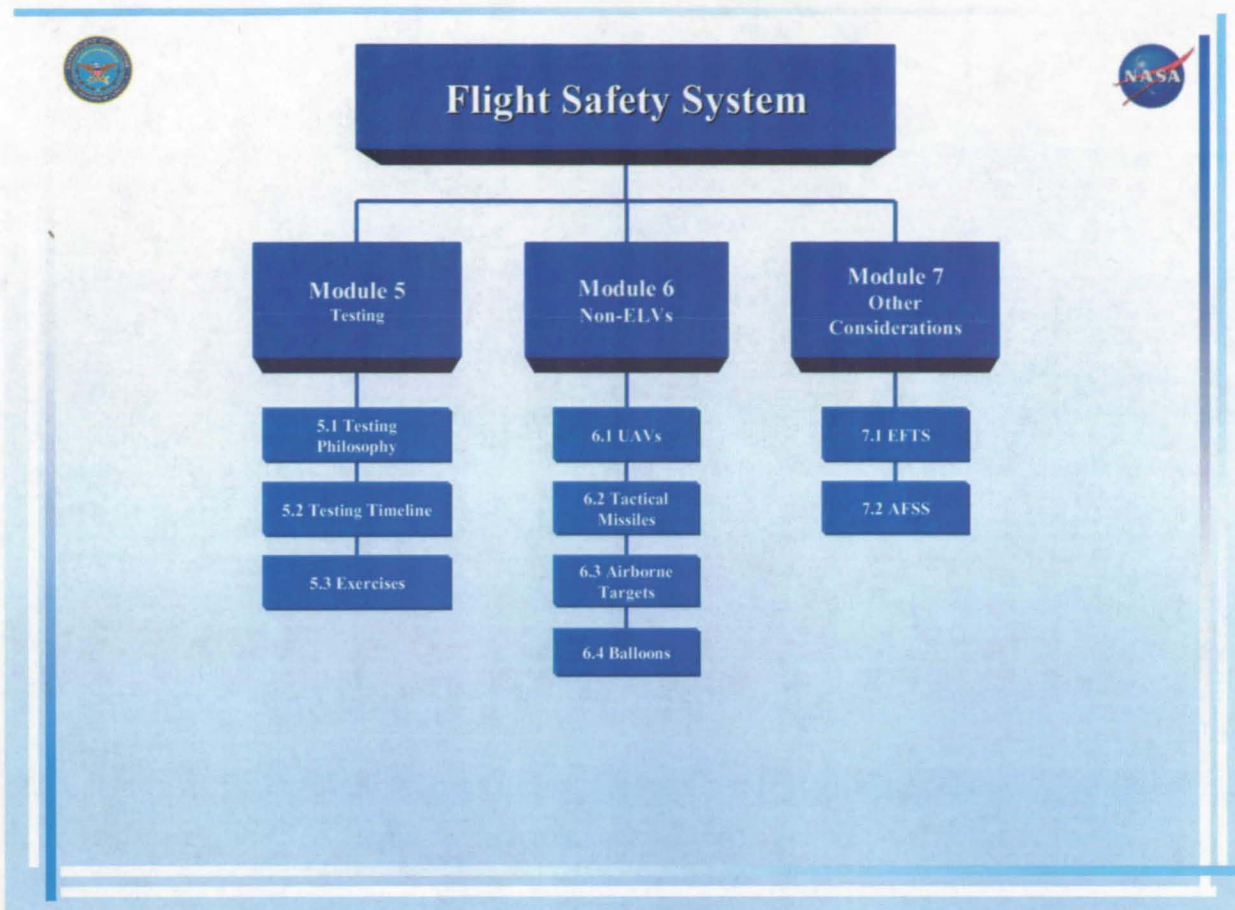 Flight Safety System
NASA
Module 5
Testing
Module 6
Non-ELVs
Module 7
Other
Considerations
5.1 Testing
Philosophy
5.2 Testing Timeline
5.3 Exercises
6.1 UAVs
6.2 Tactical
Missiles
6.3 Airborne
Targets
6.4 Balloons
7.1 EFTS
7.2 AFSS